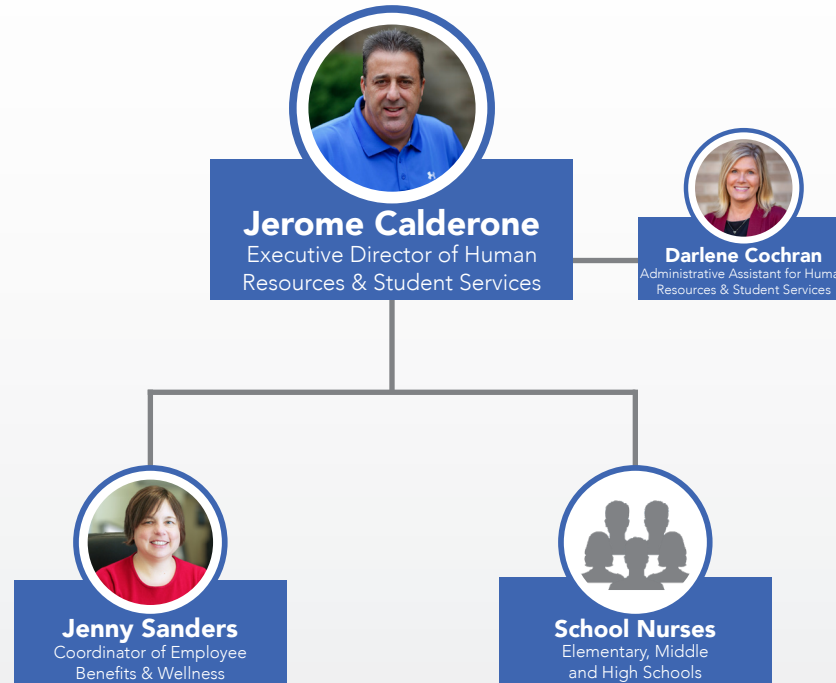 Jerome Calderone
Executive Director of Human
Resources & Student Services
Darlene Cochran
Administrative Assistant for Huma
Resources & Student Services
Jenny Sanders
Coordinator of Employee
Benefits & Wellness
School Nurses
Elementary, Middle
and High Schools